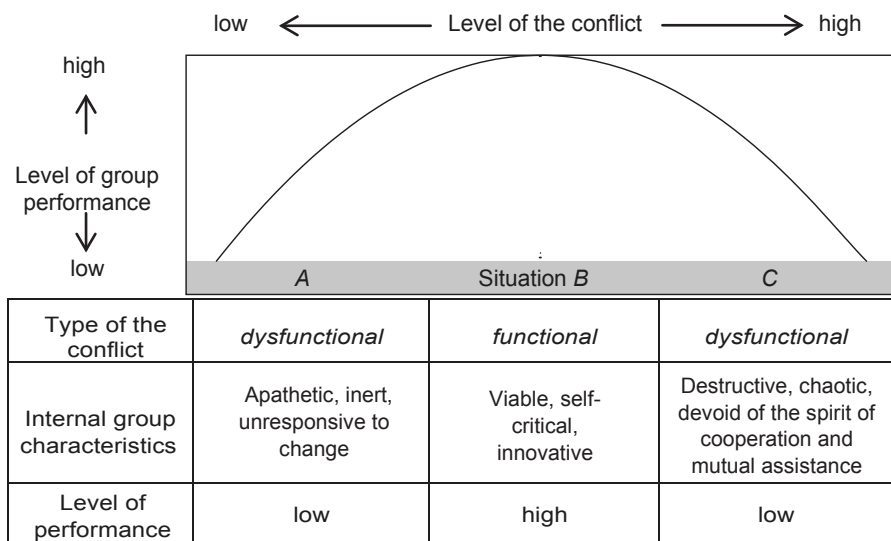 low Level of the conflict high
high
Level of group
performance
low
A Situation B C
Type of the
conflict
dysfunctional functional dysfunctional
Internal group
characteristics
Apathetic, inert,
unresponsive to
change
Viable, self-
critical,
innovative
Destructive, chaotic,
devoid of the spirit of
cooperation and
mutual assistance
Level of
performance
low high low